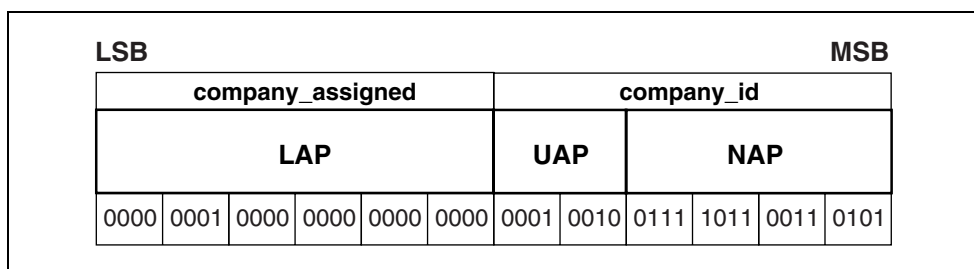 LSB MSB
company_assigned company_id
LAP UAP NAP
0000 0001 0000 0000 0000 0000 0001 0010 0111 1011 0011 0101